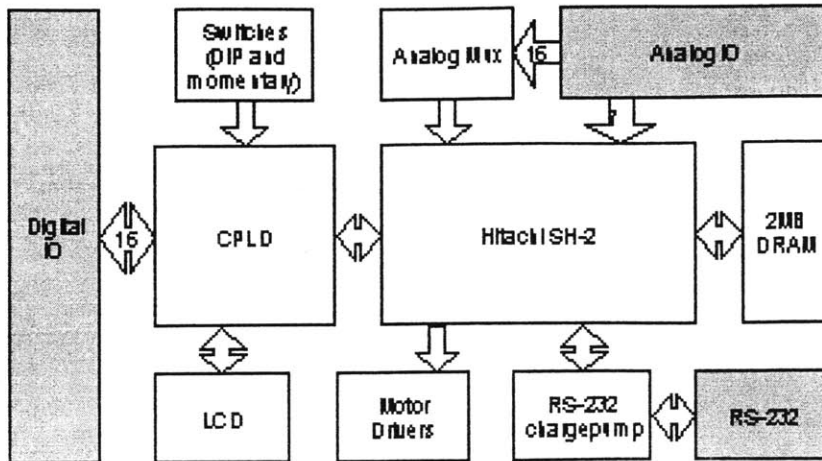 Switches
(DIP and
momentary)
Analog Mux
16
Analog IO
7
Digital
IO
16
CPLD
Hitachi SH-2
2MB
DRAM
LCD
Motor
Drivers
RS-232
chargepump
RS-232